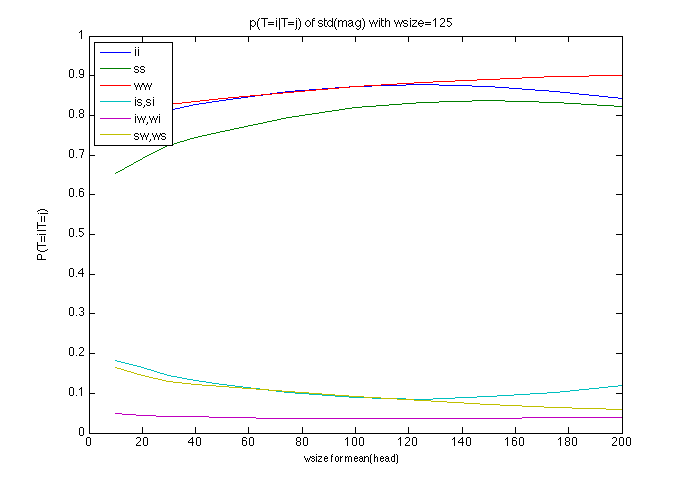 p(T=i|T=j) of std(mag) with wsize=125
1
0.9
0.8
0.7
0.6
0.5
0.4
0.3
0.2
0.1
0
P(T=i|T=j)
ii
ss
ww
is,si
iw,wi
sw,ws
0 20 40 60 80 100 120 140 160 180 200
wsize for mean(head)